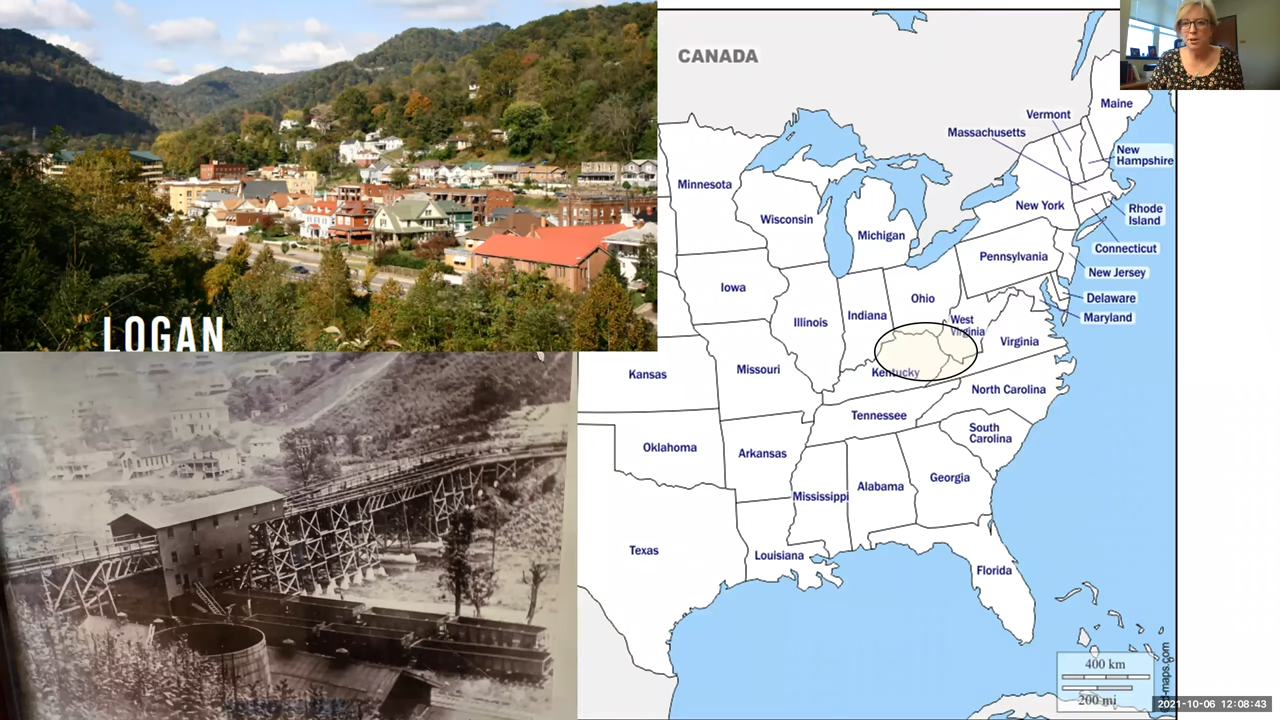 LOGAN
CANADA
Maine
Vermont
Massachusetts
New
Hampshire
Minnesota
Wisconsin
Michigan
New York
Rhode
Island
Connecticut
Pennsylvania
New Jersey
Iowa
Ohio
Delaware
Illinois
Indiana
West
Virginia
Maryland
Virginia
Kansas
Missouri
Kentucky
North Carolina
Tennessee
South
Carolina
Oklahoma
Arkansas
Georgia
Mississippi
Alabama
Texas
Louisiana
Florida
400 km
200 mi
-maps.com
2021-10-06 12:08:43